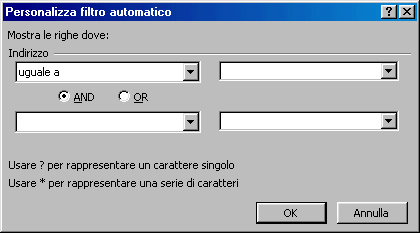 Personalizza filtro automatico
Mostra le righe dove:
Indirizzo
uguale a
AND OR
Usare ? per rappresentare un carattere singolo
Usare * per rappresentare una serie di caratteri
OK Annulla